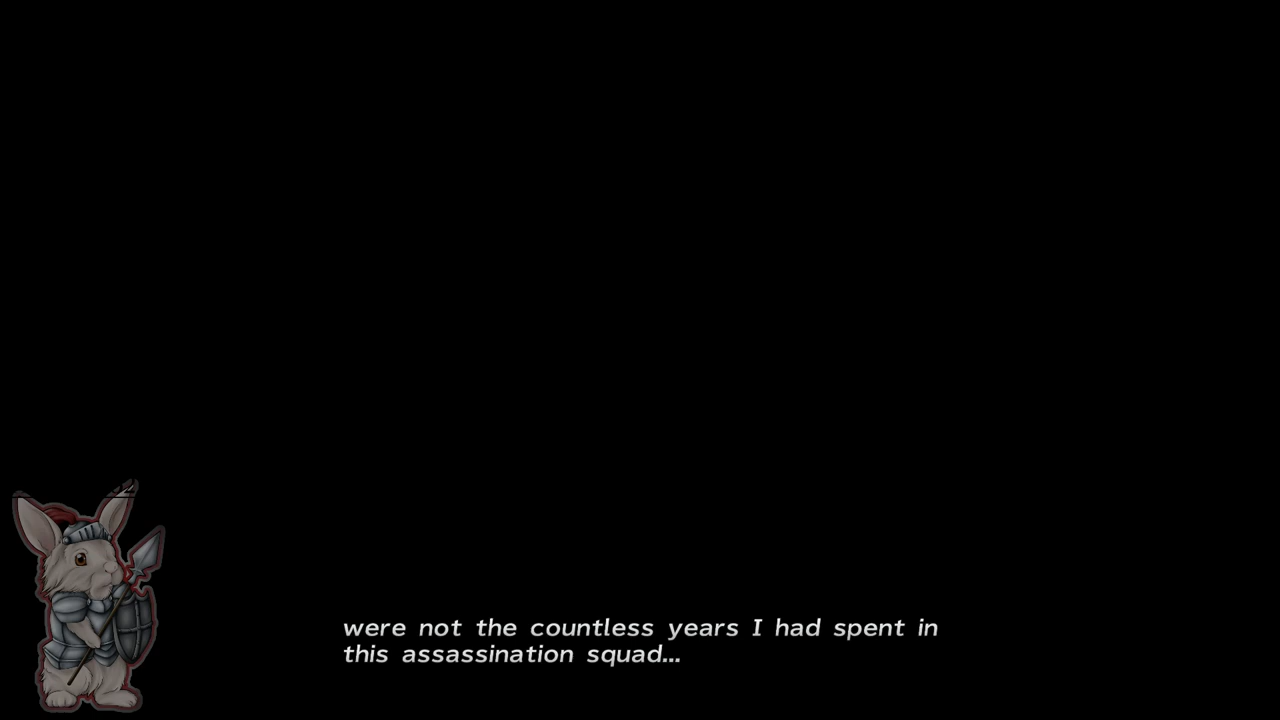 were not the countless years I had spent in
this assassination squad...